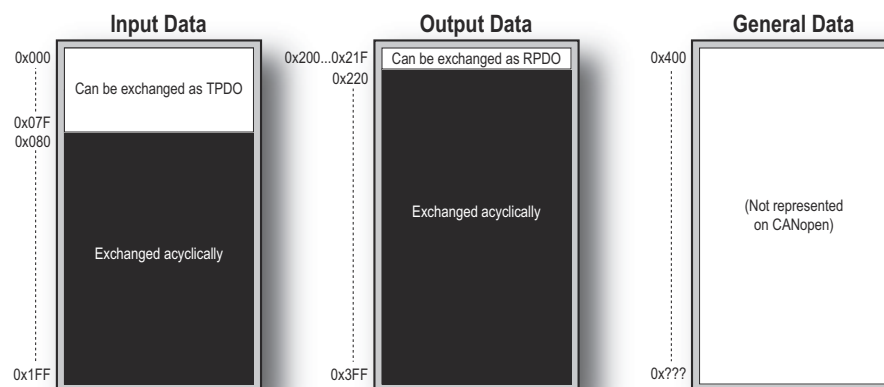 Input Data
0x000
Can be exchanged as TPDO
0x07F
0x080
Exchanged acyclically
0x1FF
Output Data
0x200...0x21F
Can be exchanged as RPDO
0x220
Exchanged acyclically
0x3FF
General Data
0x400
(Not represented
on CANopen)
0x???